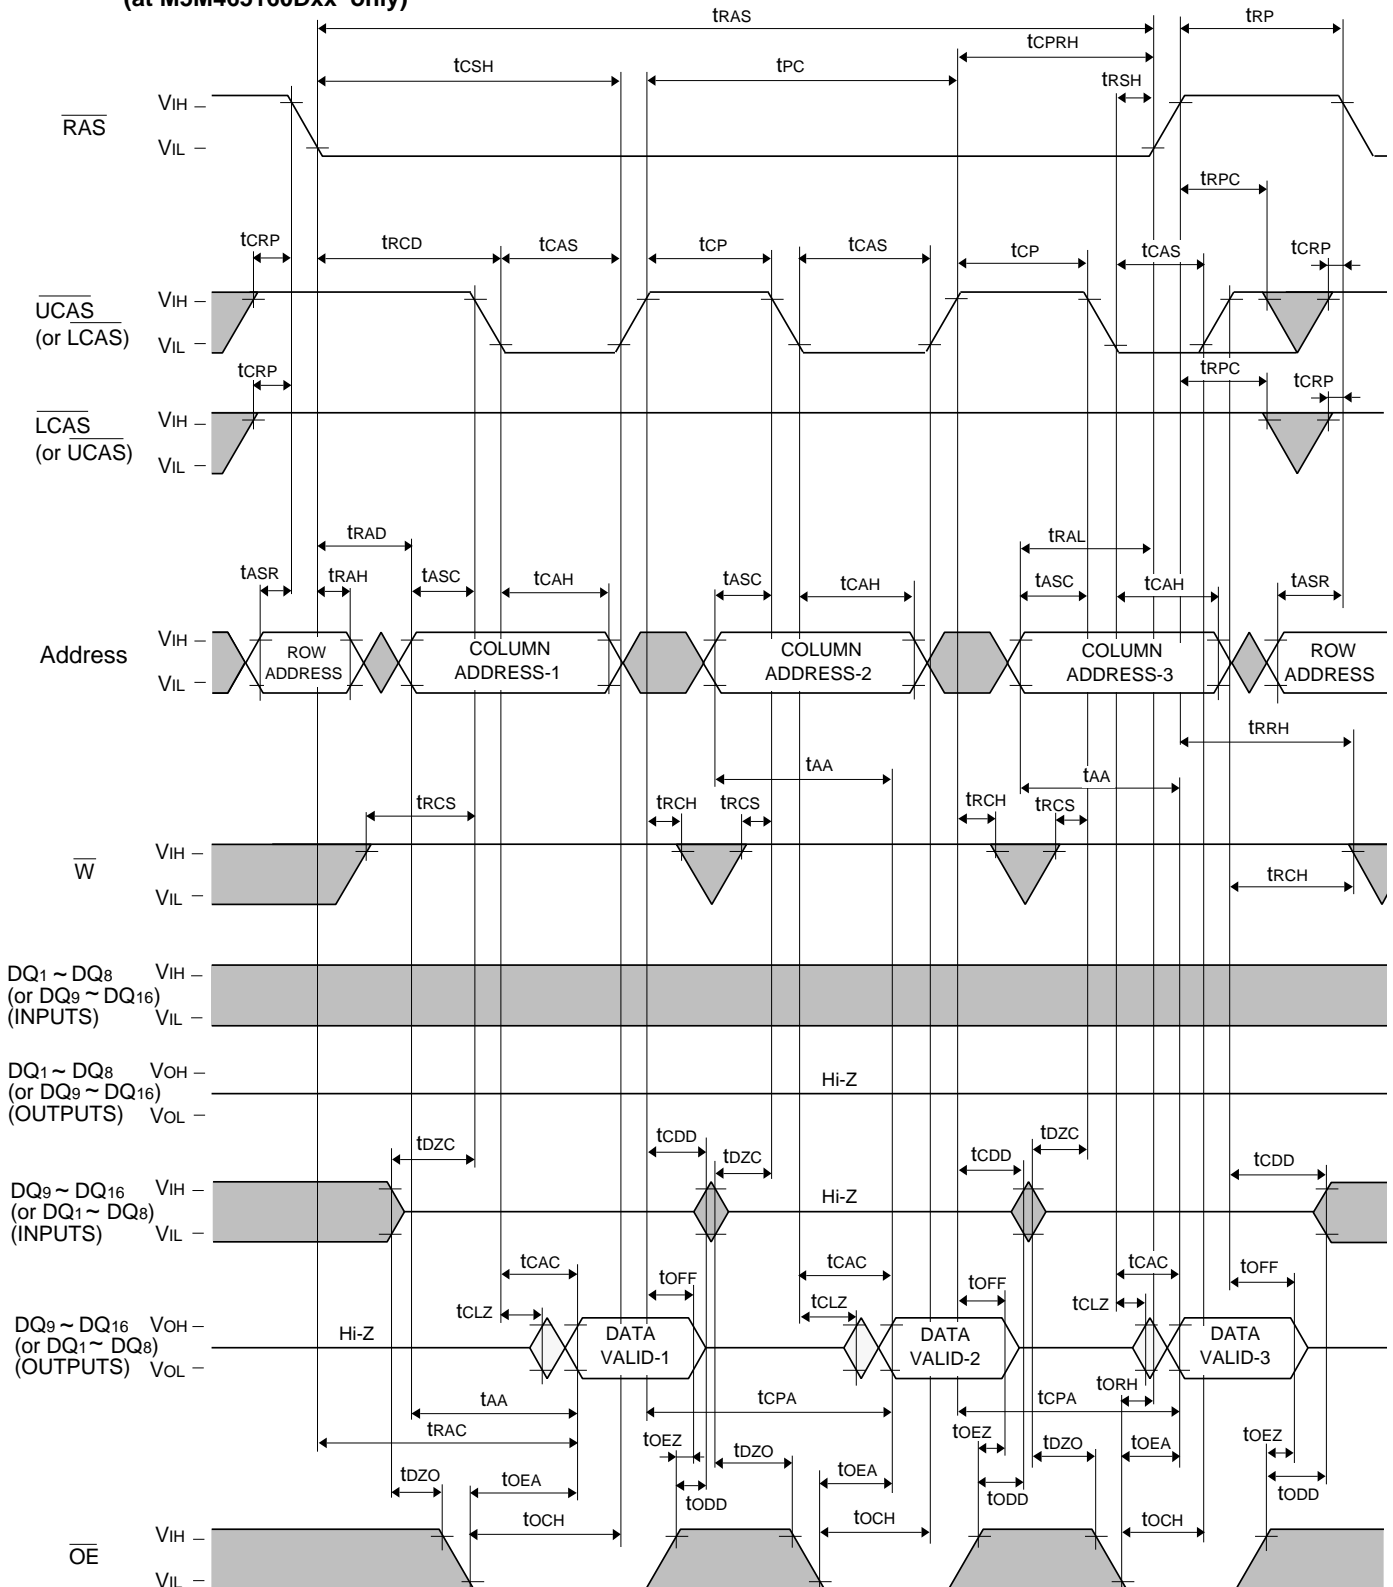 (at M5M465160Dxx only)
tRAS
tRP
tCPRH
tCSH
tPC
tRSH
RAS
VIH
VIL
tRPC
tCRP
tRCD
tCAS
tCP
tCAS
tCP
tCAS
tCRP
UCAS
(or LCAS)
VIH
VIL
tCRP
tRPC
tCRP
LCAS
(or UCAS)
VIH
VIL
tRAD
tRAL
tASR
tRAH
tASC
tCAH
tASC
tCAH
tASC
tCAH
tASR
Address
VIH
VIL
ROW
ADDRESS
COLUMN
ADDRESS-1
COLUMN
ADDRESS-2
COLUMN
ADDRESS-3
ROW
ADDRESS
tRRH
tAA
tAA
tRCS
tRCH
tRCS
tRCH
tRCS
tRCH
W
VIH
VIL
DQ1 ~ DQ8
(or DQ9 ~ DQ16)
(INPUTS)
VIH
VIL
DQ1 ~ DQ8
(or DQ9 ~ DQ16)
(OUTPUTS)
VOH
VOL
Hi-Z
tDZC
tCDD
tDZC
tCDD
tDZC
tCDD
DQ9 ~ DQ16
(or DQ1 ~ DQ8)
(INPUTS)
VIH
VIL
Hi-Z
tCAC
tOFF
tCAC
tOFF
tCAC
tOFF
tCLZ
tCLZ
tCLZ
DQ9 ~ DQ16
(or DQ1 ~ DQ8)
(OUTPUTS)
VOH
VOL
Hi-Z
DATA
VALID-1
DATA
VALID-2
DATA
VALID-3
tORH
tAA
tCPA
tCPA
tRAC
tOEZ
tOEZ
tOEZ
tDZO
tOEA
tDZO
tOEA
tDZO
tOEA
tODD
tODD
tODD
tOCH
tOCH
tOCH
OE
VIH
VIL